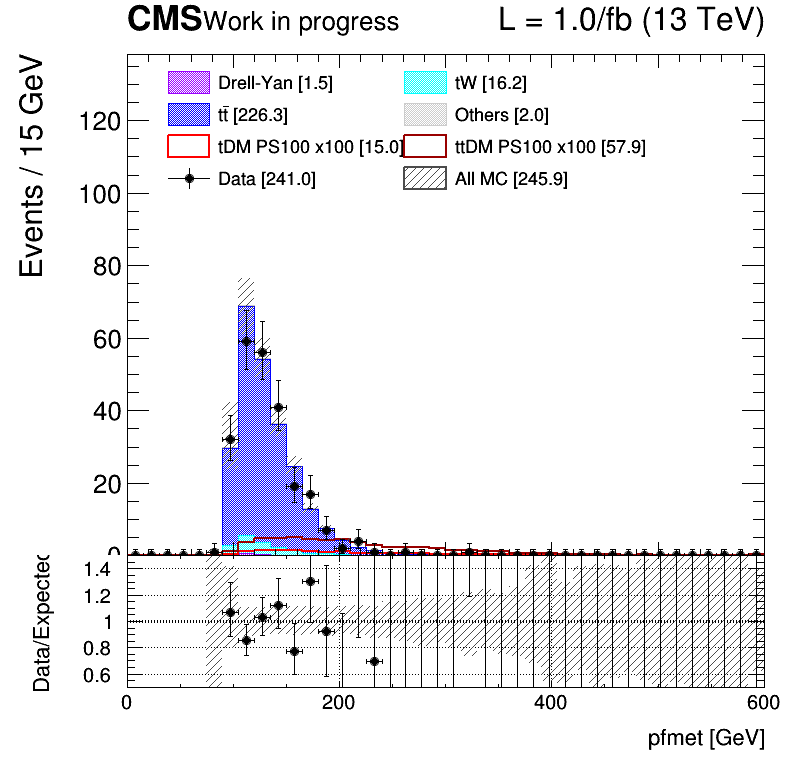 CMS Work in progress L = 1.0/fb (13 TeV)
Events / 15 GeV
Drell-Yan [1.5] tW [16.2]
tt̄ [226.3] Others [2.0]
tDM PS100 x100 [15.0] ttDM PS100 x100 [57.9]
Data [241.0] All MC [245.9]
120
100
80
60
40
20
0
Data/Expected
1.4
1.2
1
0.8
0.6
0 200 400 600
pfmet [GeV]